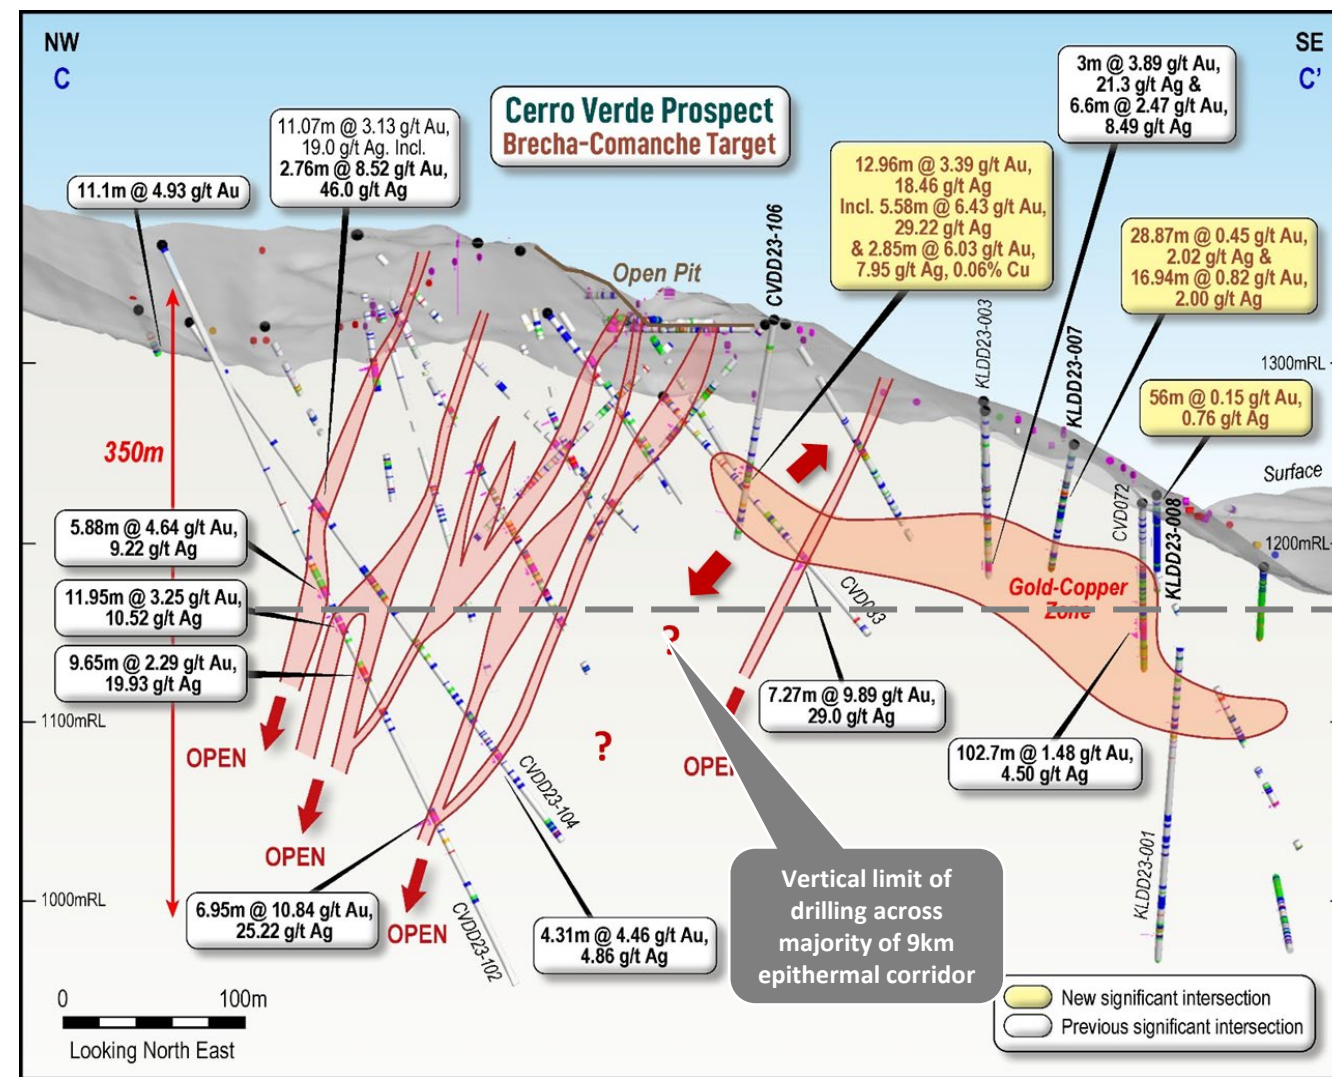 NW
C
SE
C’
Cerro Verde Prospect
Brecha-Comanche Target
3m @ 3.89 g/t Au,
21.3 g/t Ag &
6.6m @ 2.47 g/t Au,
8.49 g/t Ag
11.07m @ 3.13 g/t Au,
19.0 g/t Ag. Incl.
2.76m @ 8.52 g/t Au,
46.0 g/t Ag
11.1m @ 4.93 g/t Au
12.96m @ 3.39 g/t Au,
18.46 g/t Ag
Incl. 5.58m @ 6.43 g/t Au,
29.22 g/t Ag
& 2.85m @ 6.03 g/t Au,
7.95 g/t Ag, 0.06% Cu
28.87m @ 0.45 g/t Au,
2.02 g/t Ag &
16.94m @ 0.82 g/t Au,
2.00 g/t Ag
Open Pit
CVDD23-106
KLDD23-003
KLDD23-007
1300mRL
56m @ 0.15 g/t Au,
0.76 g/t Ag
350m
Surface
CVD072
KLDD23-008
1200mRL
5.88m @ 4.64 g/t Au,
9.22 g/t Ag
11.95m @ 3.25 g/t Au,
10.52 g/t Ag
9.65m @ 2.29 g/t Au,
19.93 g/t Ag
Gold-Copper
Zone
?
7.27m @ 9.89 g/t Au,
29.0 g/t Ag
1100mRL
OPEN
?
OPEN
102.7m @ 1.48 g/t Au,
4.50 g/t Ag
CVDD23-104
OPEN
KLDD23-001
1000mRL
6.95m @ 10.84 g/t Au,
25.22 g/t Ag
OPEN
CVDD23-102
4.31m @ 4.46 g/t Au,
4.86 g/t Ag
Vertical limit of
drilling across
majority of 9km
epithermal corridor
0 100m
Looking North East
New significant intersection
Previous significant intersection